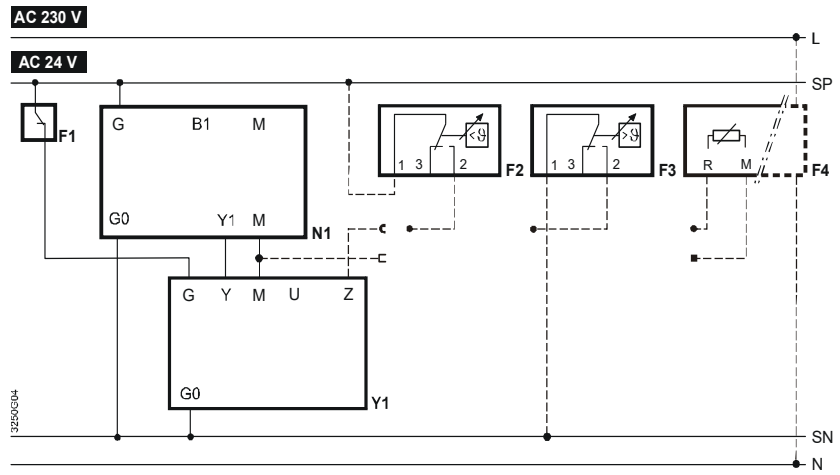 AC 230 V
L
AC 24 V
SP
F1
G B1 M
G0 Y1 M
N1
<ϑ
1 3 2
F2
>ϑ
1 3 2
F3
R M
F4
G Y M U Z
G0
Y1
3250G04
SN
N